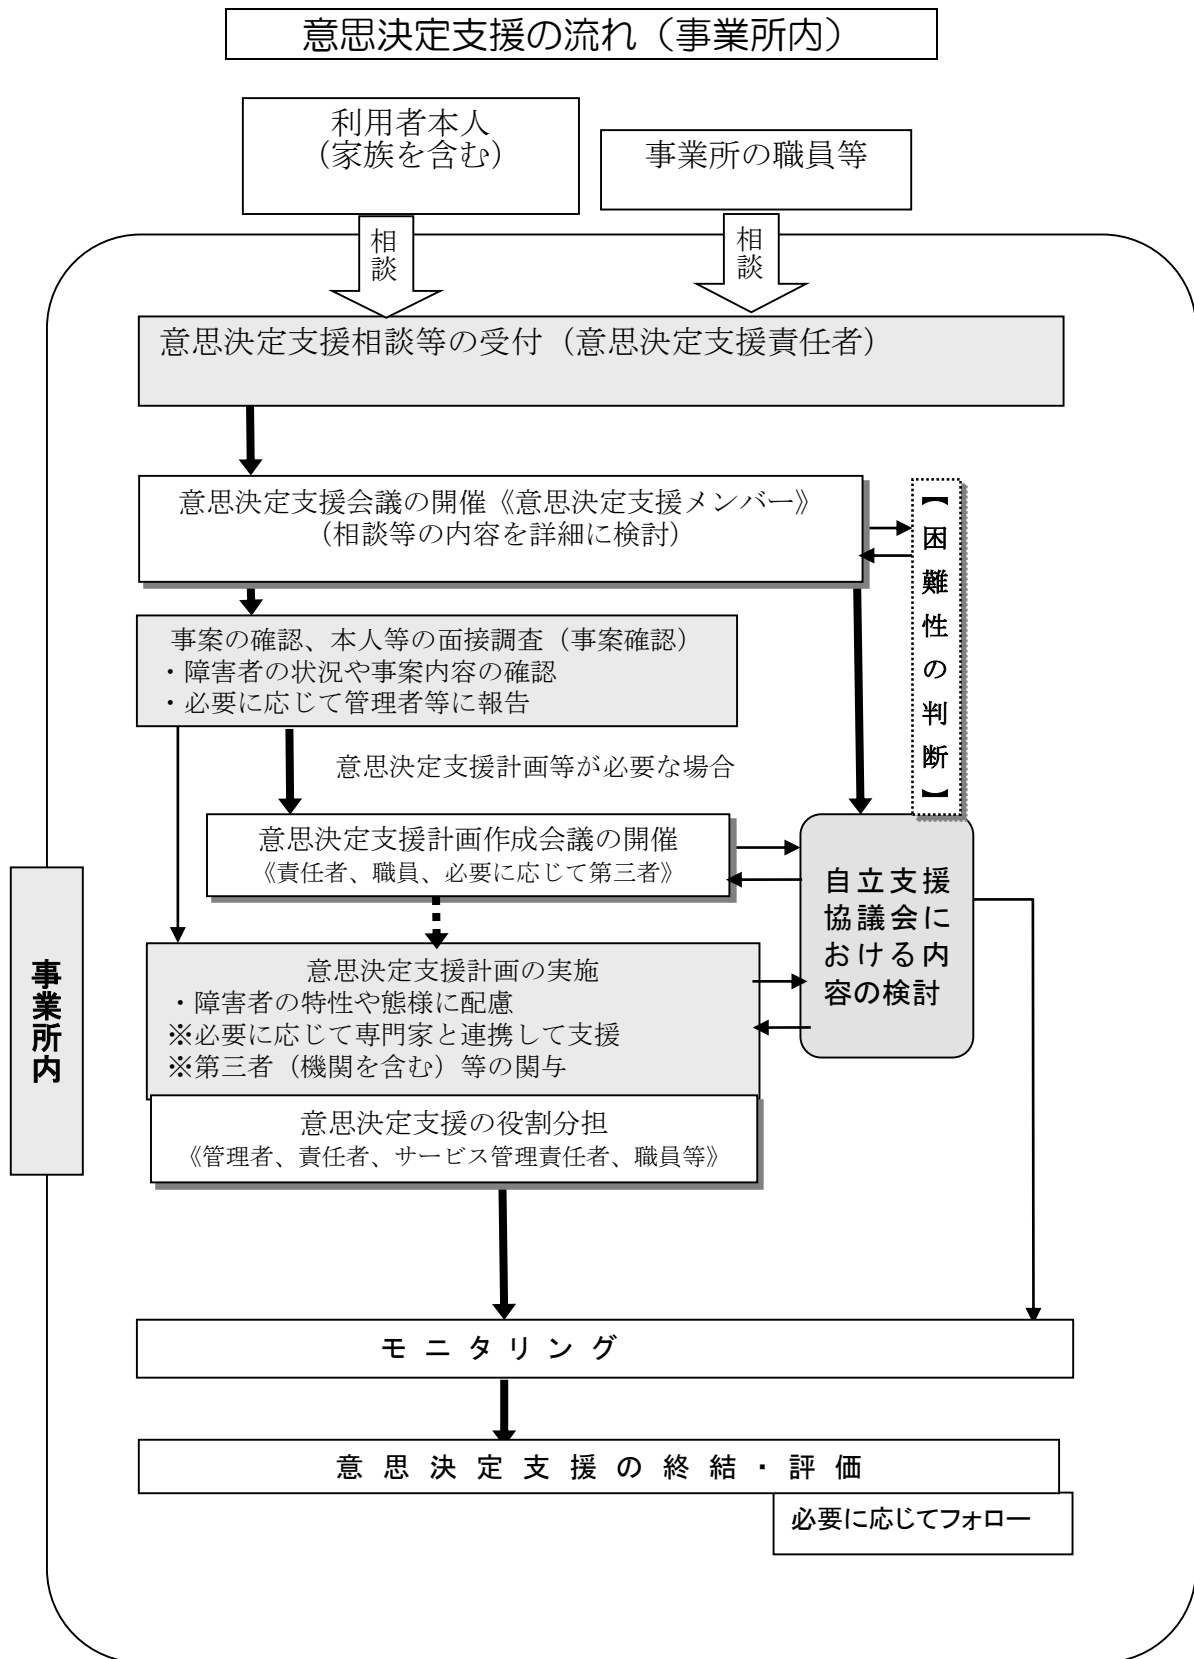 意思決定支援の流れ（事業所内）
利用者本人
（家族を含む）
事業所の職員等
相談
相談
意思決定支援相談等の受付（意思決定支援責任者）
意思決定支援会議の開催《意思決定支援メンバー》
（相談等の内容を詳細に検討）
【困難性の判断】
事案の確認、本人等の面接調査（事案確認）
・障害者の状況や事案内容の確認
・必要に応じて管理者等に報告
意思決定支援計画等が必要な場合
意思決定支援計画作成会議の開催
《責任者、職員、必要に応じて第三者》
自立支援
協議会に
おける内
容の検討
事業所内
意思決定支援計画の実施
・障害者の特性や態様に配慮
※必要に応じて専門家と連携して支援
※第三者（機関を含む）等の関与
意思決定支援の役割分担
《管理者、責任者、サービス管理責任者、職員等》
モニタリング
意思決定支援の終結・評価
必要に応じてフォロー